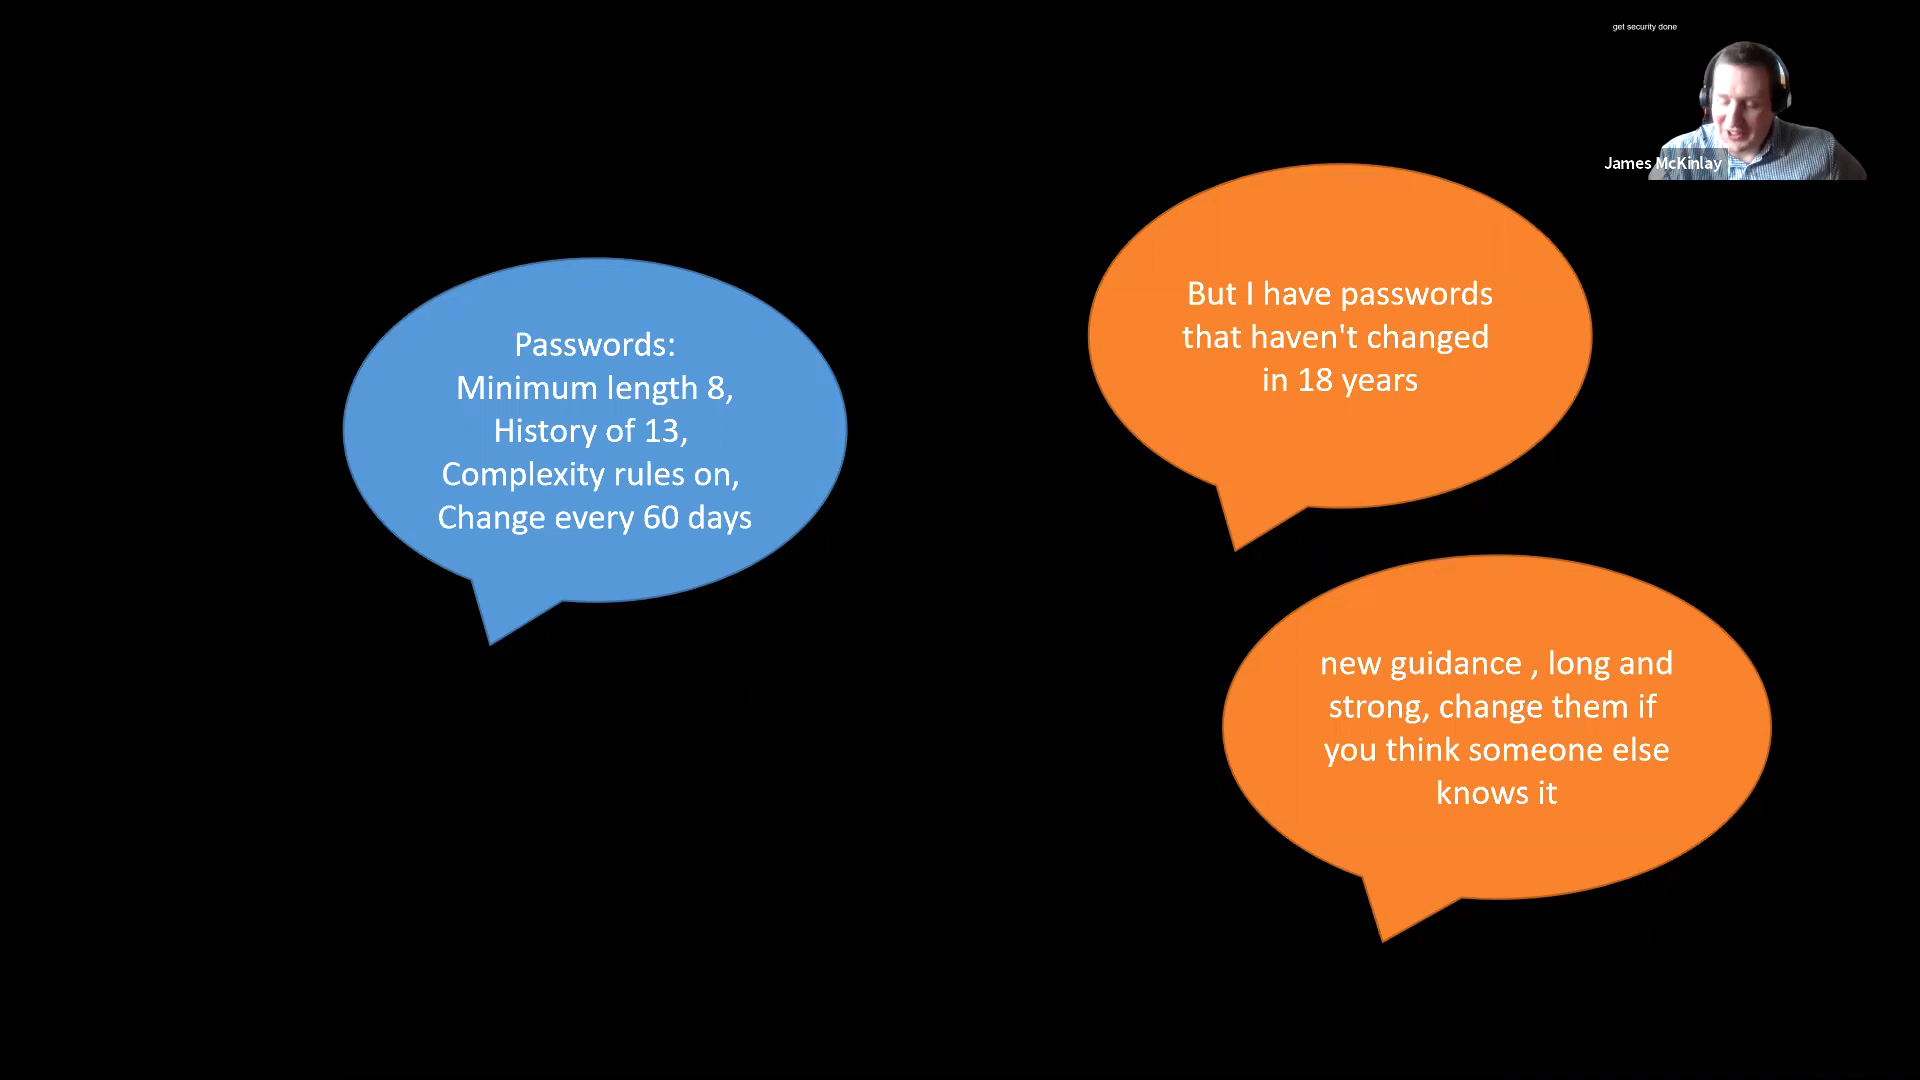 get security done
James McKinlay
Passwords:
Minimum length 8,
History of 13,
Complexity rules on,
Change every 60 days
But I have passwords
that haven't changed
in 18 years
new guidance , long and
strong, change them if
you think someone else
knows it